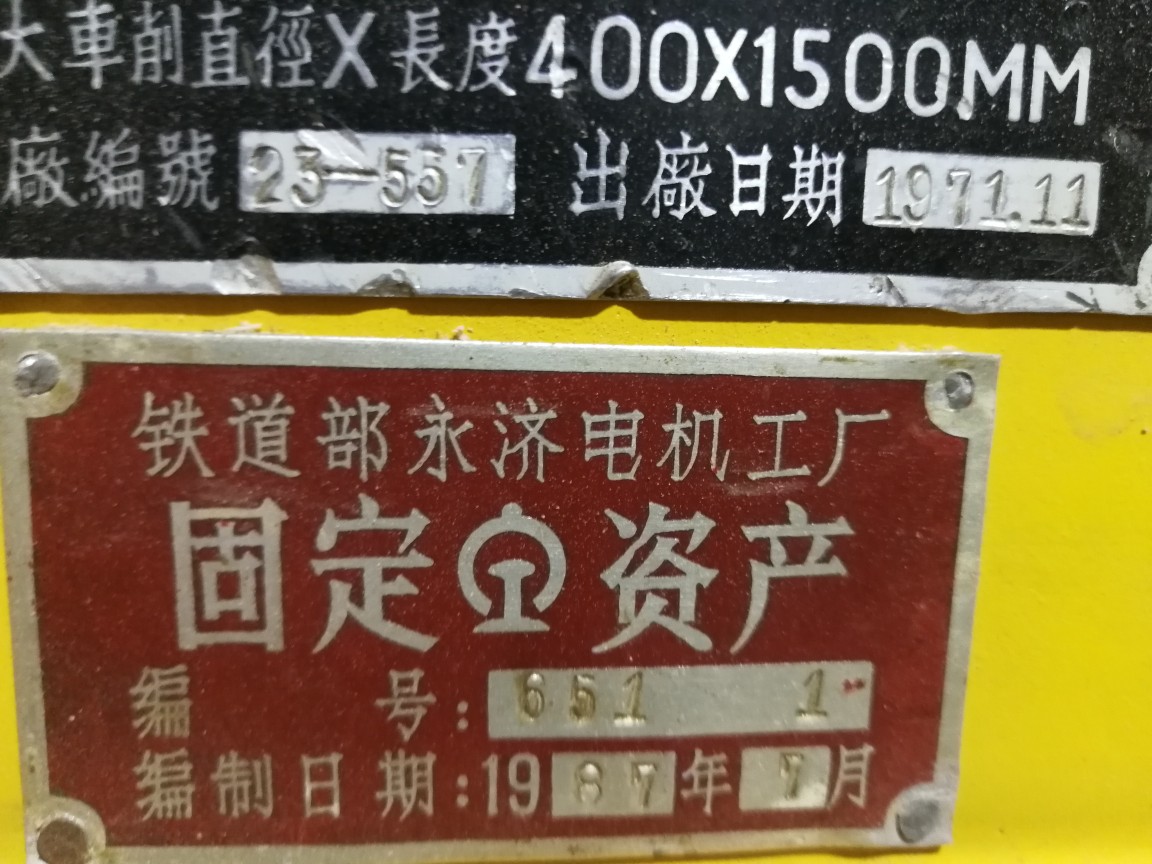 大車削直徑X長度400X1500MM
廠編號 23-557 出廠日期 1971.11
铁道部永济电机工厂
固定资产
编号: 651 1
编制日期: 1987年7月